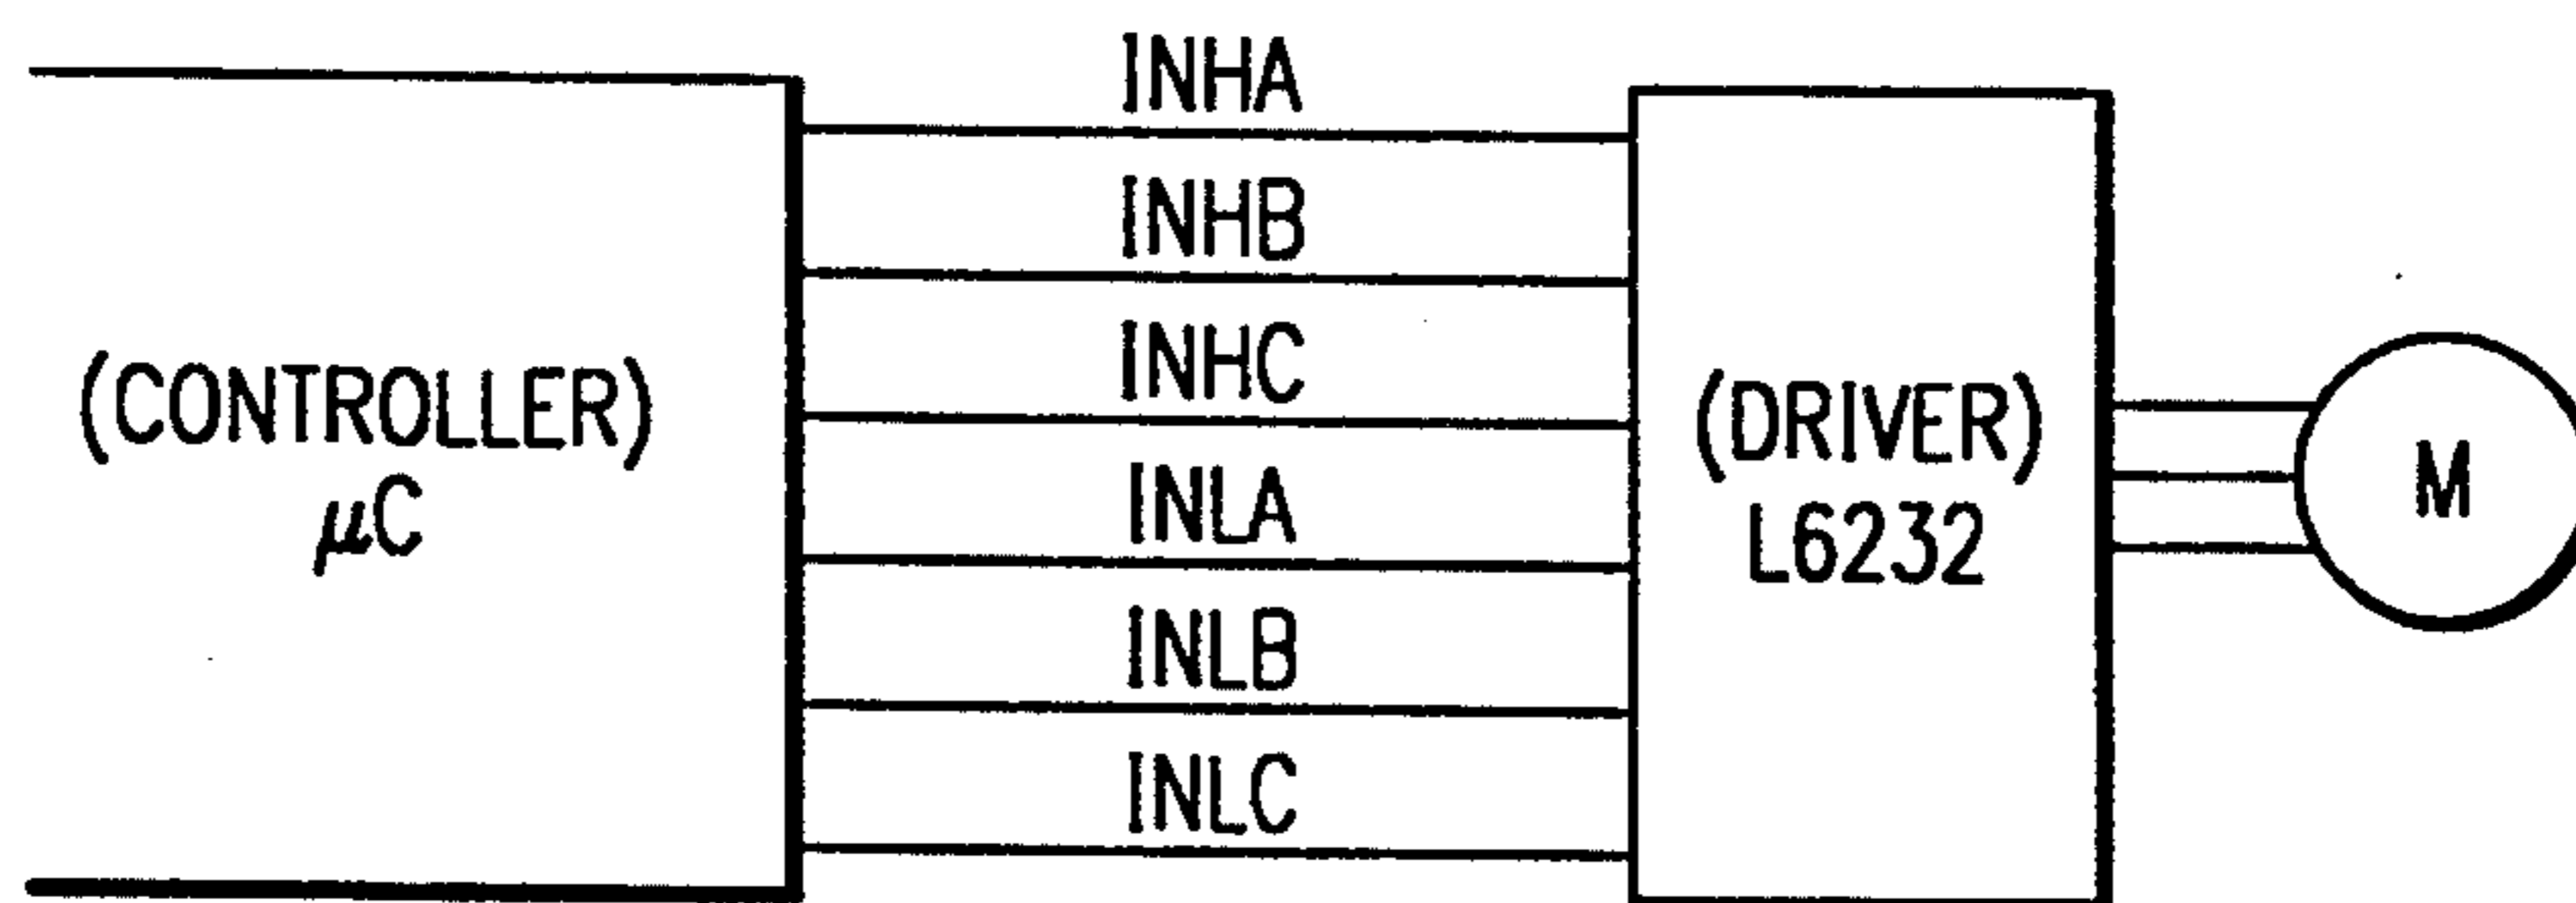 INHA
INHB
INHC
INLA
INLB
INLC
(CONTROLLER)
μC
(DRIVER)
L6232
M